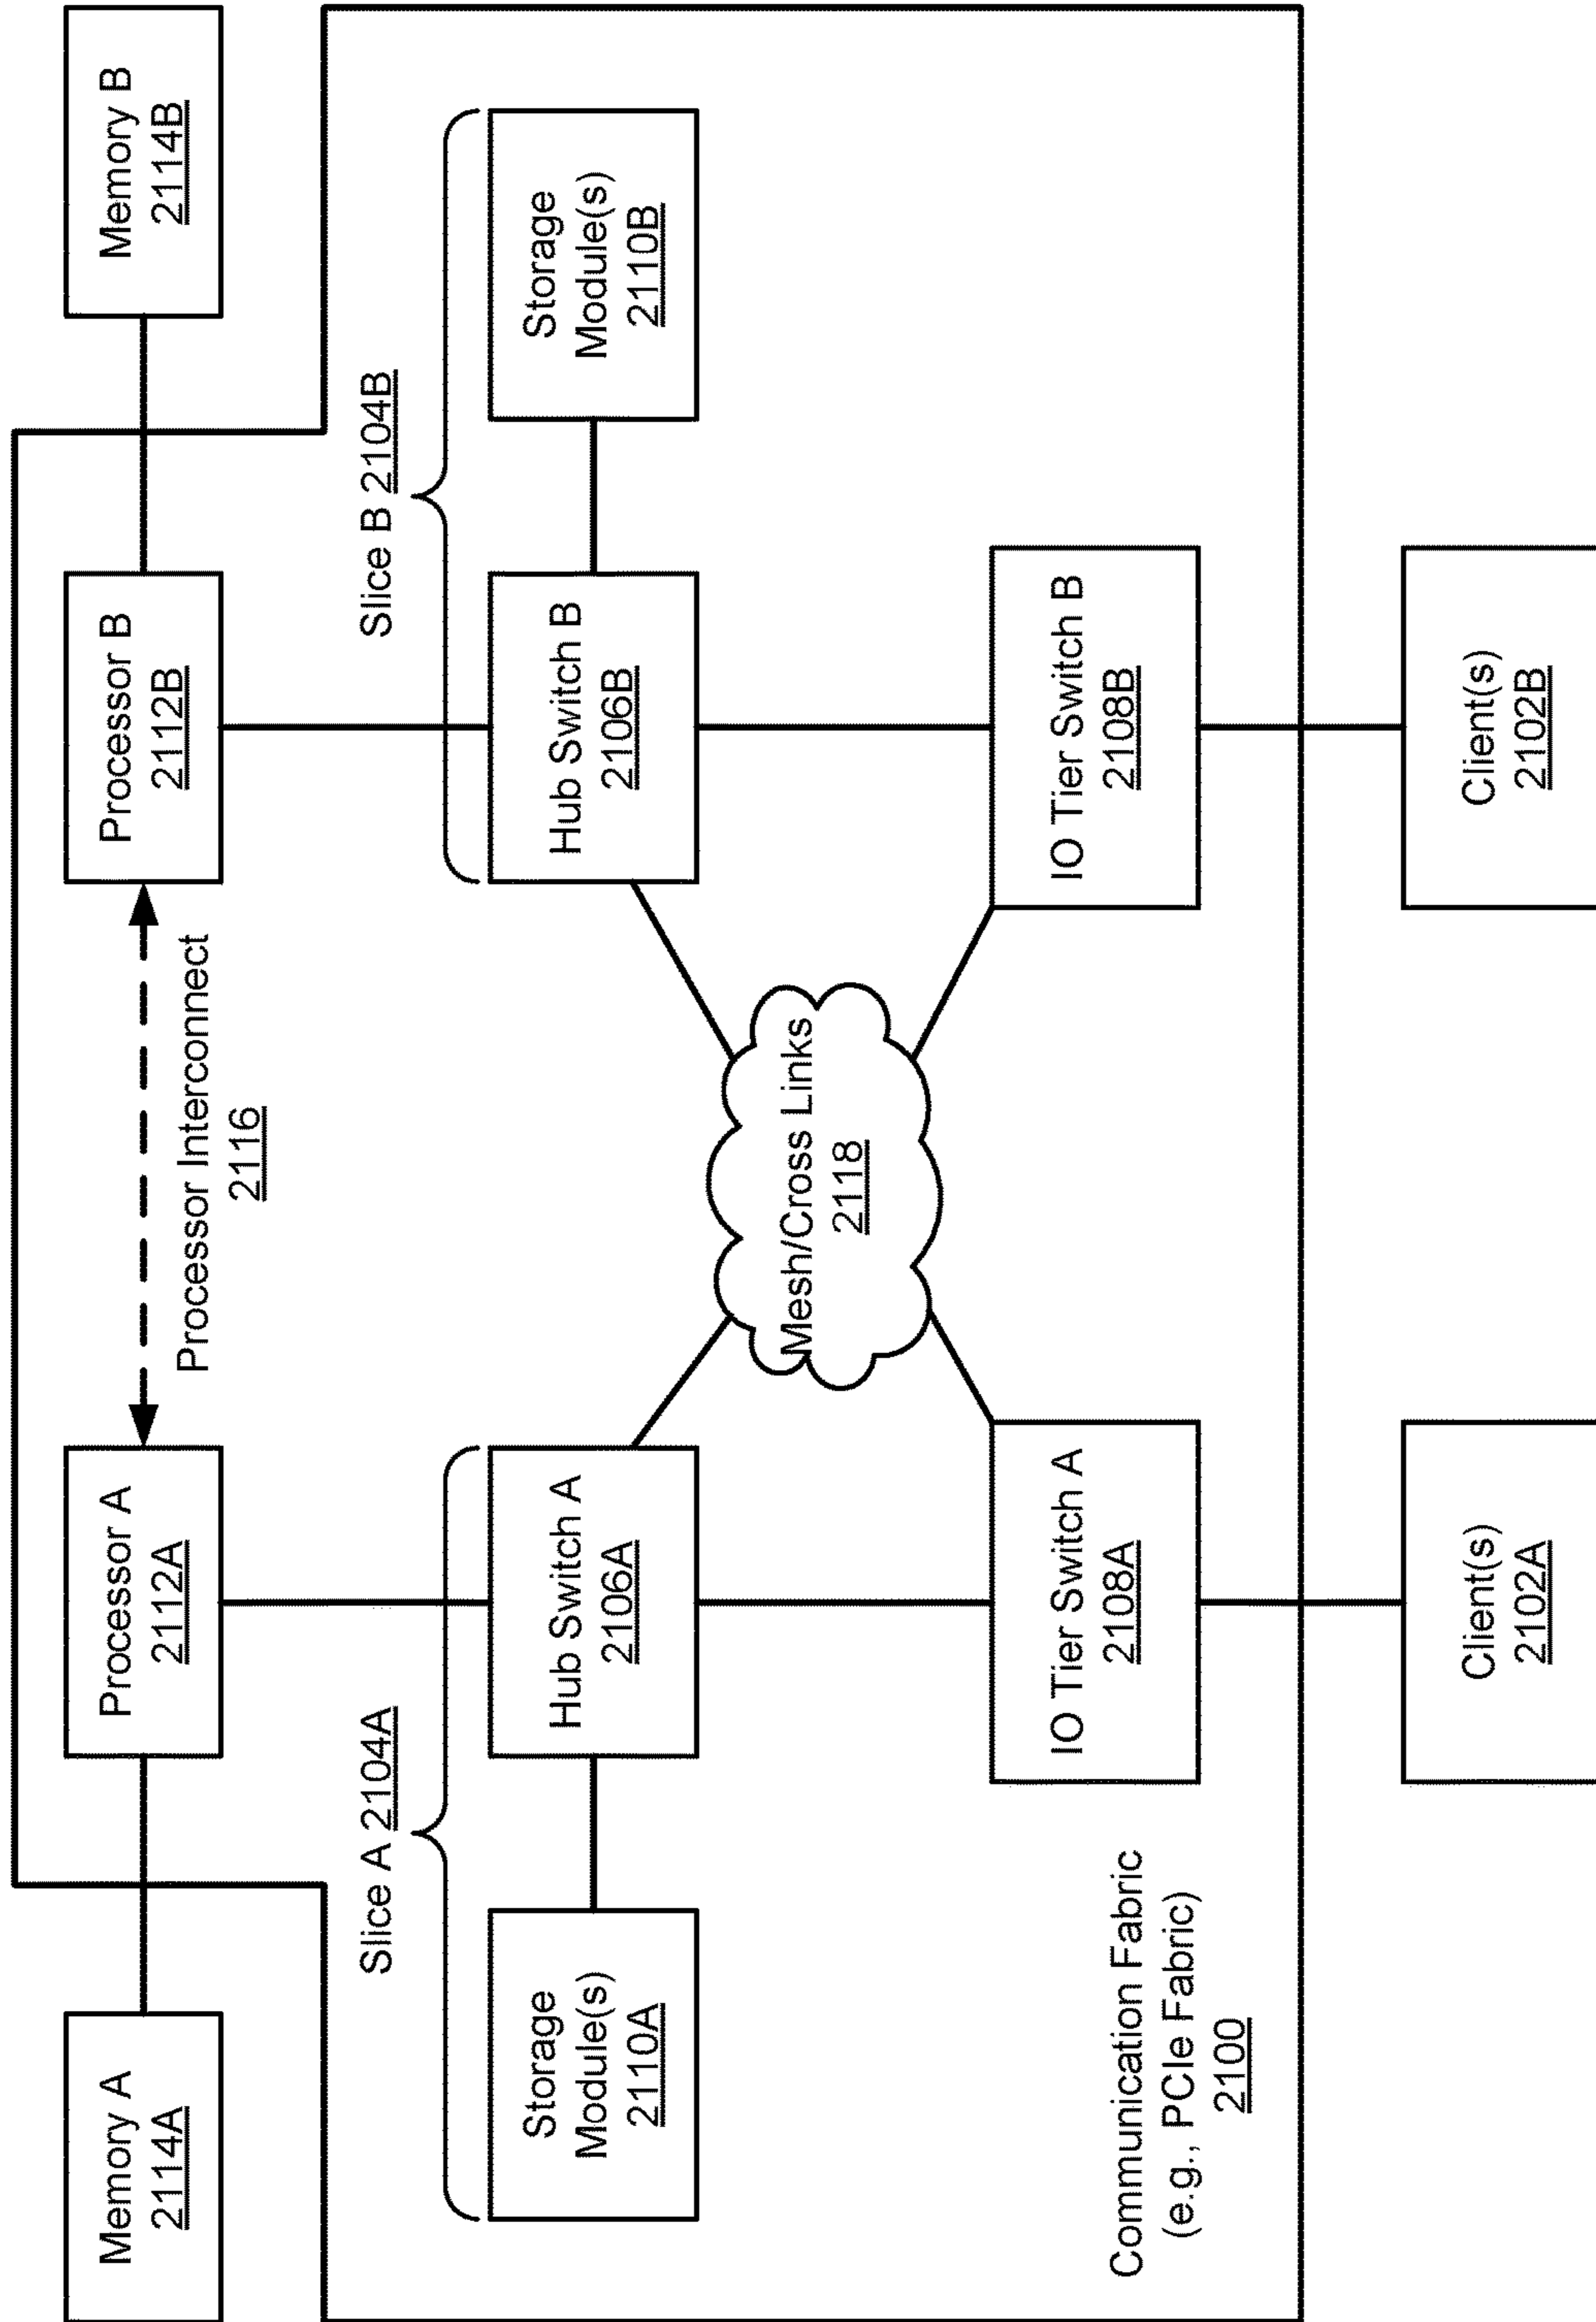 Memory A
2114A
Processor A
2112A
Processor Interconnect
2116
Processor B
2112B
Memory B
2114B
Slice A 2104A
Slice B 2104B
Storage
Module(s)
2110A
Hub Switch A
2106A
Hub Switch B
2106B
Storage
Module(s)
2110B
Mesh/Cross Links
2118
Communication Fabric
(e.g., PCIe Fabric)
2100
IO Tier Switch A
2108A
IO Tier Switch B
2108B
Client(s)
2102A
Client(s)
2102B